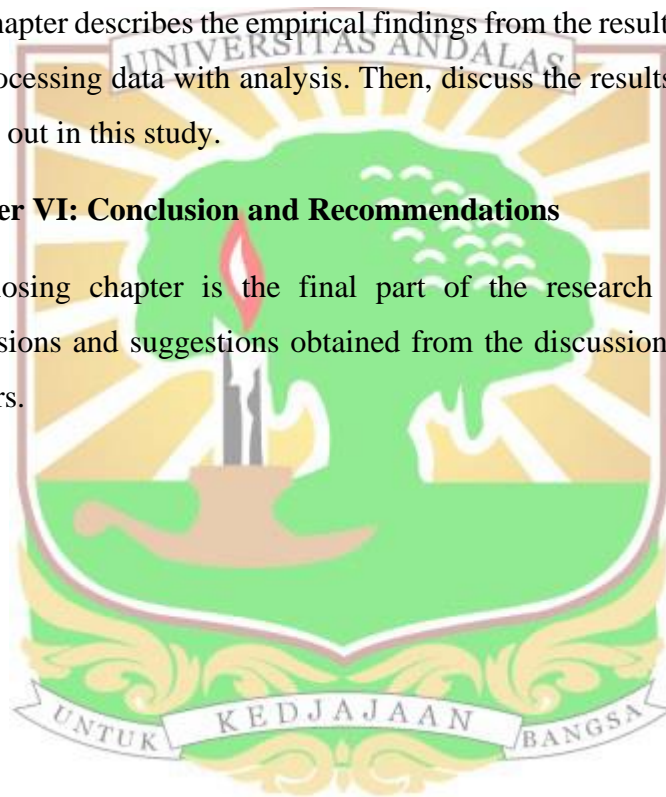 hapter describes the empirical findings from the result
UNIVERSITAS ANDALAS
ocessing data with analysis. Then, discuss the results
out in this study.
er VI: Conclusion and Recommendations
losing chapter is the final part of the research
sions and suggestions obtained from the discussion
rs.
UNTUK KEDJAJAAN BANGSA